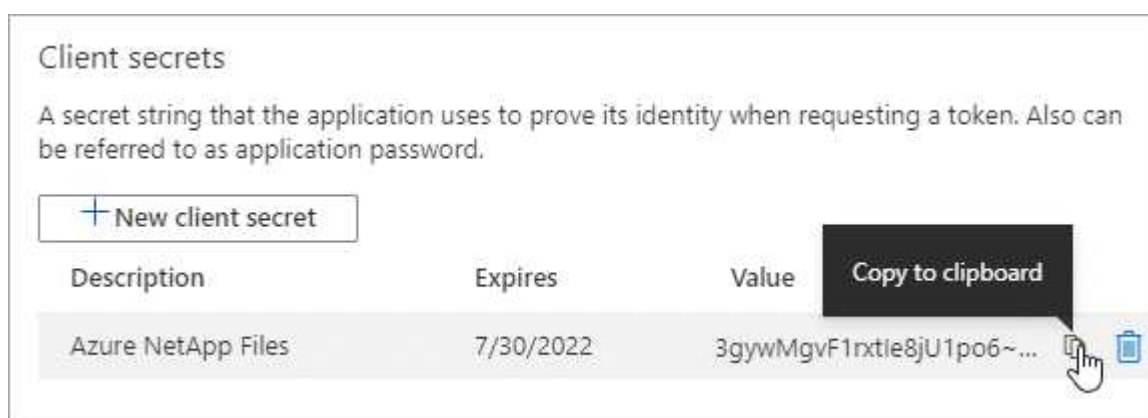 Client secrets
A secret string that the application uses to prove its identity when requesting a token. Also can
be referred to as application password.
+ New client secret
Description Expires Value Copy to clipboard
Azure NetApp Files 7/30/2022 3gywMgvF1rxtIe8jU1po6~...